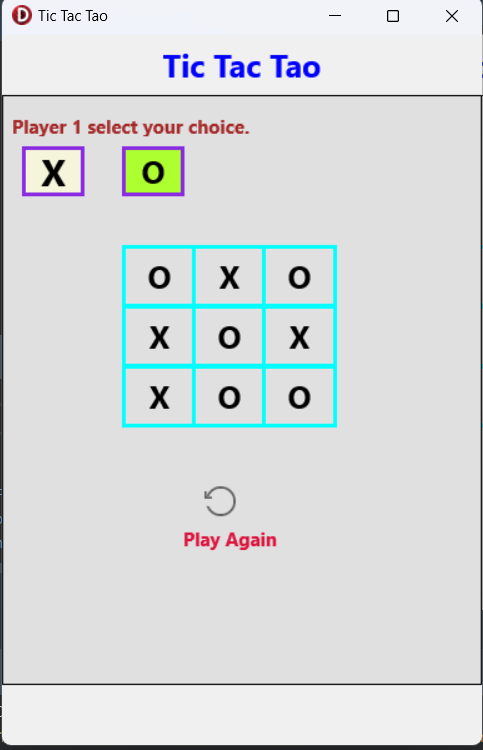 Tic Tac Tao
Tic Tac Tao
Player 1 select your choice.
X O
O X O
X O X
X O O
Play Again